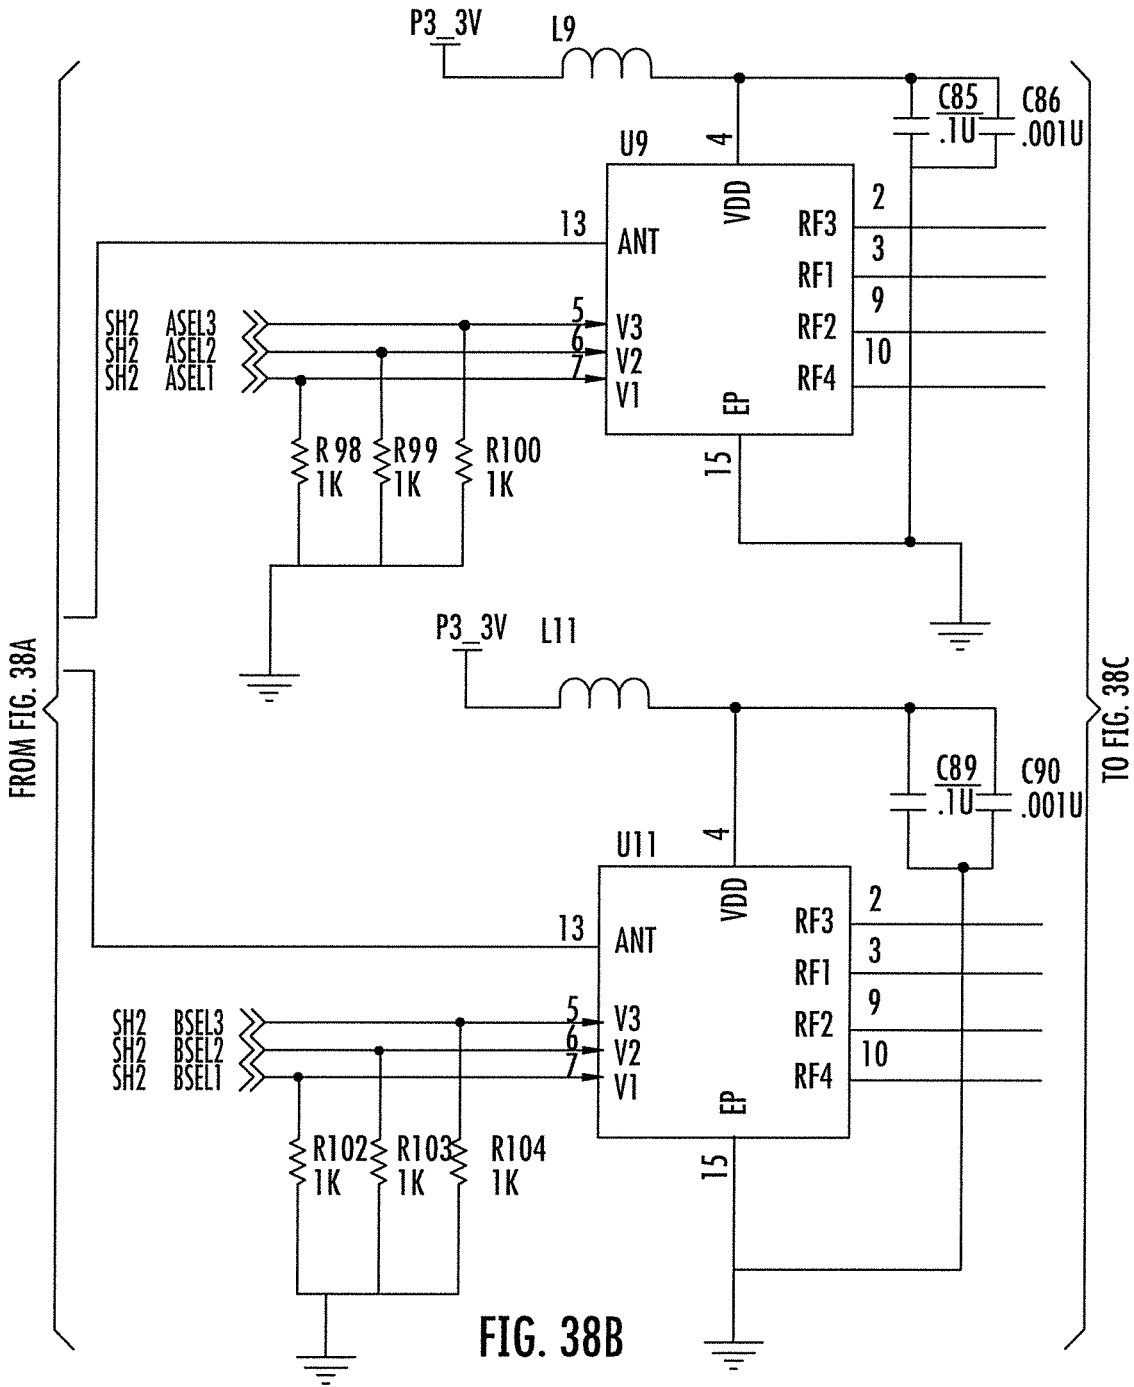 P3_3V
L9
C85
.1U
C86
.001U
4
U9
VDD
2
13
ANT
RF3
3
RF1
9
SH2 ASEL3
5
V3
RF2
6
SH2 ASEL2
V2
10
7
SH2 ASEL1
V1
RF4
EP
R98
1K
R99
1K
R100
1K
15
P3_3V
L11
FROM FIG. 38A
TO FIG. 38C
C89
.1U
C90
.001U
4
U11
VDD
2
13
ANT
RF3
3
RF1
9
SH2 BSEL3
5
V3
RF2
6
SH2 BSEL2
V2
10
7
SH2 BSEL1
V1
RF4
EP
R102
1K
R103
1K
R104
1K
15
FIG. 38B